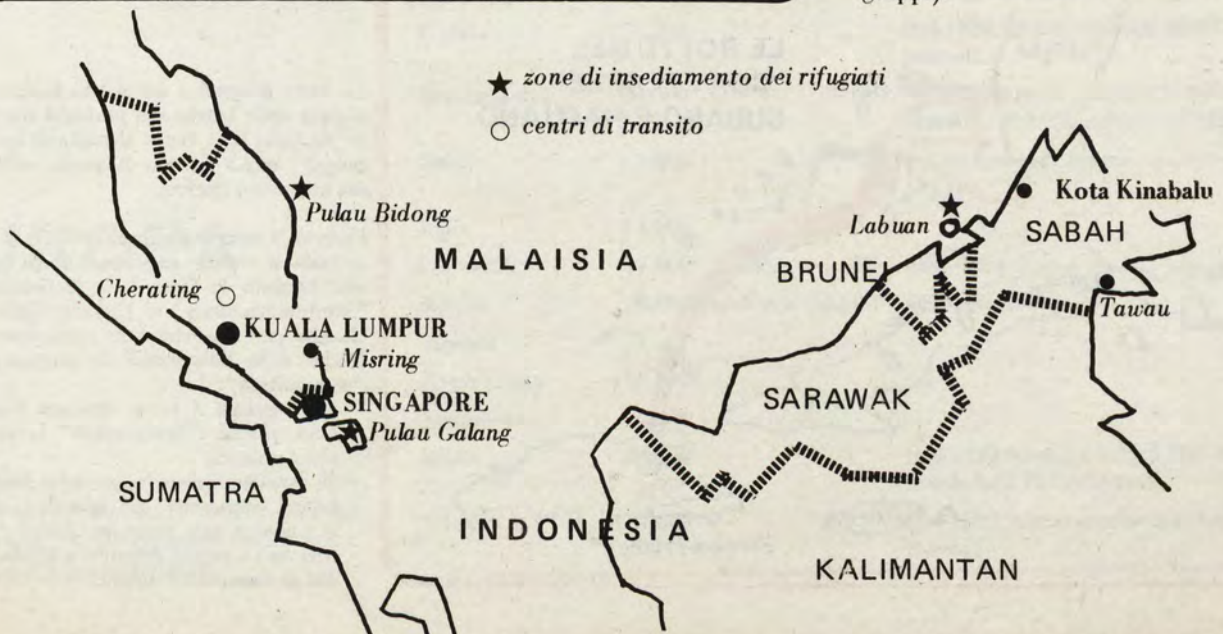 ★ zone di insediamento dei rifugiati
○ centri di transito
Pulau Bidong
MALAISIA
Cherating
KUALA LUMPUR
Misring
SINGAPORE
Pulau Galang
SUMATRA
INDONESIA
Kota Kinabalu
Labuan
SABAH
BRUNEI
Tawau
SARAWAK
KALIMANTAN